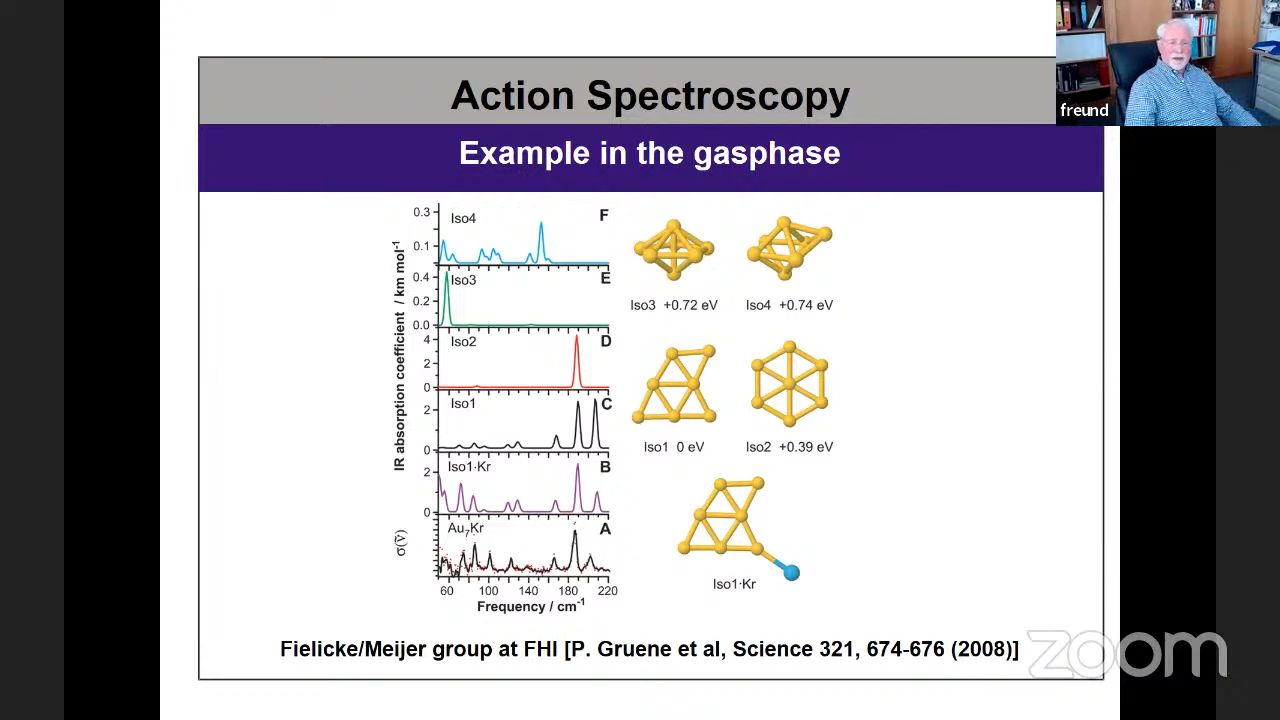 Action Spectroscopy
freund
Example in the gasphase
IR absorption coefficient / km mol⁻¹
σ(ṽ)
0.3
0.1
Iso4
F
0.4
0.2
0.0
Iso3
E
4
2
0
Iso2
D
2
0
Iso1
C
2
0
Iso1·Kr
B
Au₇Kr
A
60 100 140 180 220
Frequency / cm⁻¹
Iso3 +0.72 eV
Iso4 +0.74 eV
Iso1 0 eV
Iso2 +0.39 eV
Iso1·Kr
Fielicke/Meijer group at FHI [P. Gruene et al, Science 321, 674-676 (2008)]
zoom